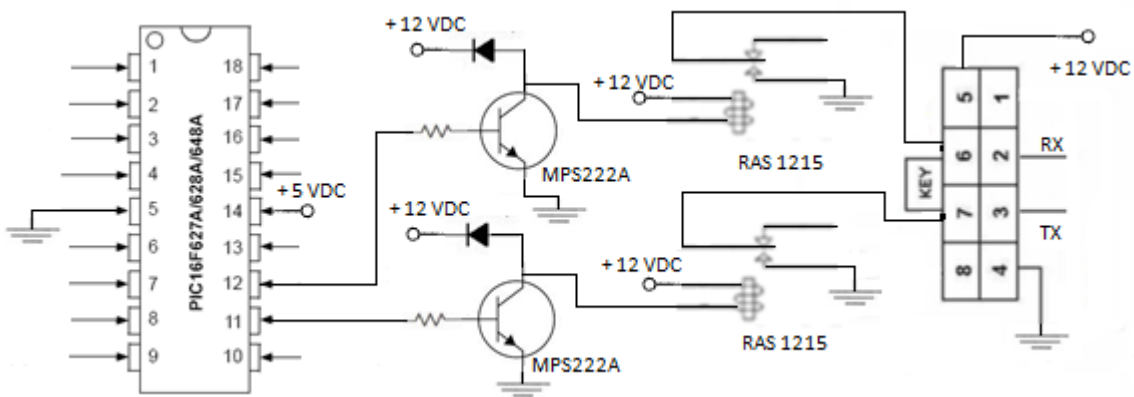 PIC16F627A/628A/648A
1
2
3
4
5
6
7
8
9
18
17
16
15
14
13
12
11
10
+5 VDC
+ 12 VDC
MPS222A
+ 12 VDC
MPS222A
+ 12 VDC
RAS 1215
+ 12 VDC
RAS 1215
+ 12 VDC
5
1
6
2
RX
KEY
7
3
TX
8
4